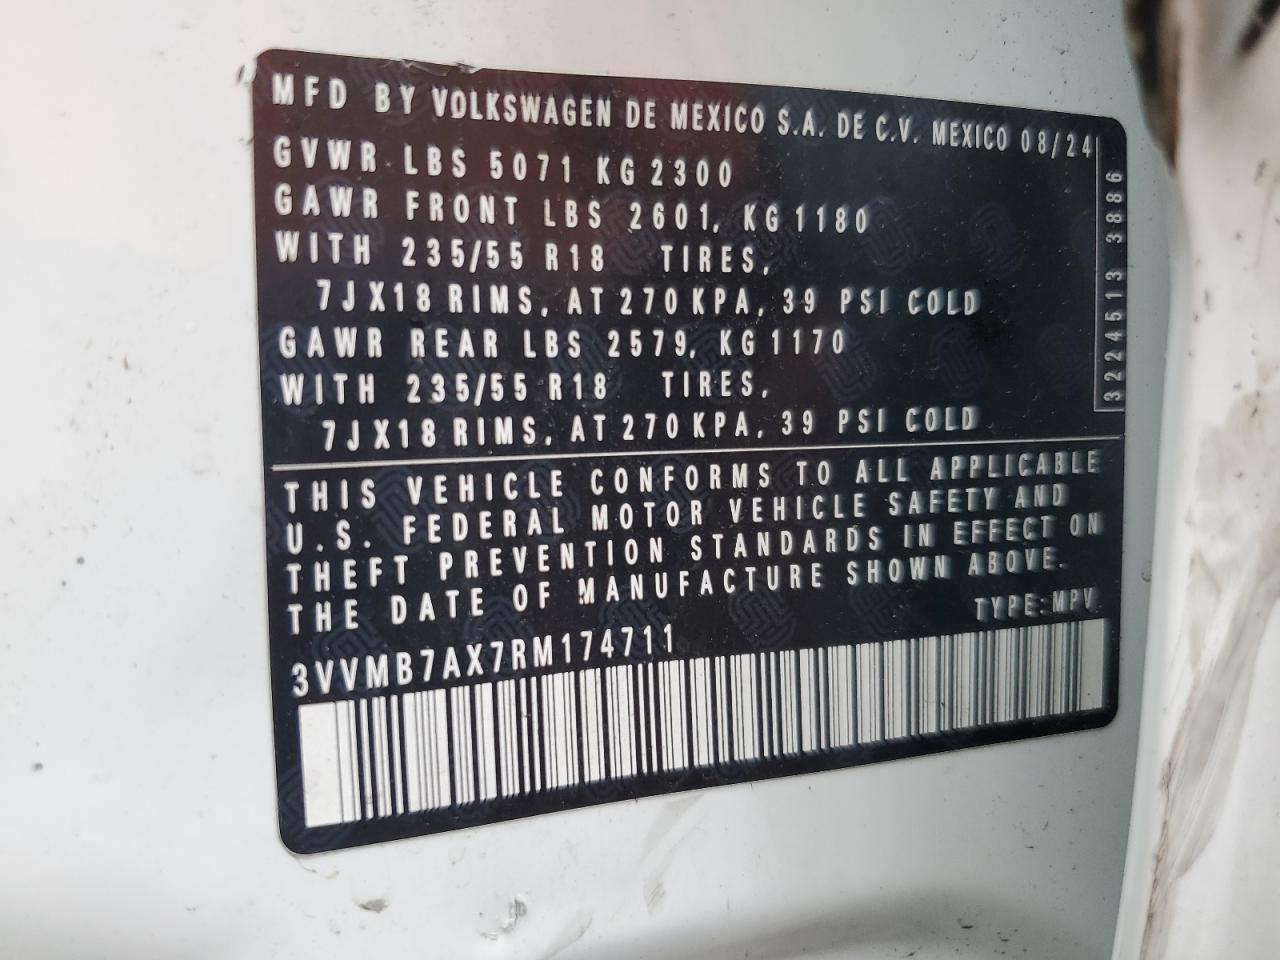 MFD BY VOLKSWAGEN DE MEXICO S.A. DE C.V. MEXICO 08/24
GVWR LBS 5071 KG 2300
GAWR FRONT LBS 2601, KG 1180
WITH 235/55 R18 TIRES,
7JX18 RIMS, AT 270 KPA, 39 PSI COLD
GAWR REAR LBS 2579, KG 1170
WITH 235/55 R18 TIRES,
7JX18 RIMS, AT 270 KPA, 39 PSI COLD
3224513 3886
THIS VEHICLE CONFORMS TO ALL APPLICABLE
U.S. FEDERAL MOTOR VEHICLE SAFETY AND
THEFT PREVENTION STANDARDS IN EFFECT ON
THE DATE OF MANUFACTURE SHOWN ABOVE.
TYPE:MPV
3VVMB7AX7RM174711